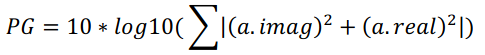 PG = 10 * log10( ∑|(a.imag)² + (a.real)²|)